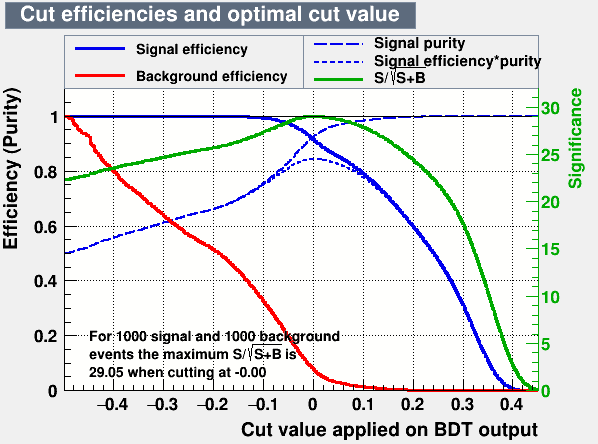 Cut efficiencies and optimal cut value
Signal efficiency
Background efficiency
Signal purity
Signal efficiency*purity
S/√S+B
Efficiency (Purity)
1
0.8
0.6
0.4
0.2
0
Significance
30
25
20
15
10
5
0
For 1000 signal and 1000 background
events the maximum S/√S+B is
29.05 when cutting at -0.00
−0.4 −0.3 −0.2 −0.1 0 0.1 0.2 0.3 0.4
Cut value applied on BDT output